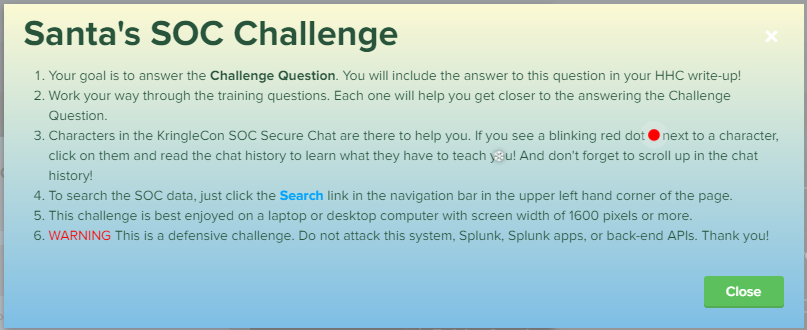 Santa's SOC Challenge
1. Your goal is to answer the Challenge Question. You will include the answer to this question in your HHC write-up!
2. Work your way through the training questions. Each one will help you get closer to the answering the Challenge
Question.
3. Characters in the KringleCon SOC Secure Chat are there to help you. If you see a blinking red dot next to a character,
click on them and read the chat history to learn what they have to teach you! And don't forget to scroll up in the chat
history!
4. To search the SOC data, just click the Search link in the navigation bar in the upper left hand corner of the page.
5. This challenge is best enjoyed on a laptop or desktop computer with screen width of 1600 pixels or more.
6. WARNING This is a defensive challenge. Do not attack this system, Splunk, Splunk apps, or back-end APIs. Thank you!
Close